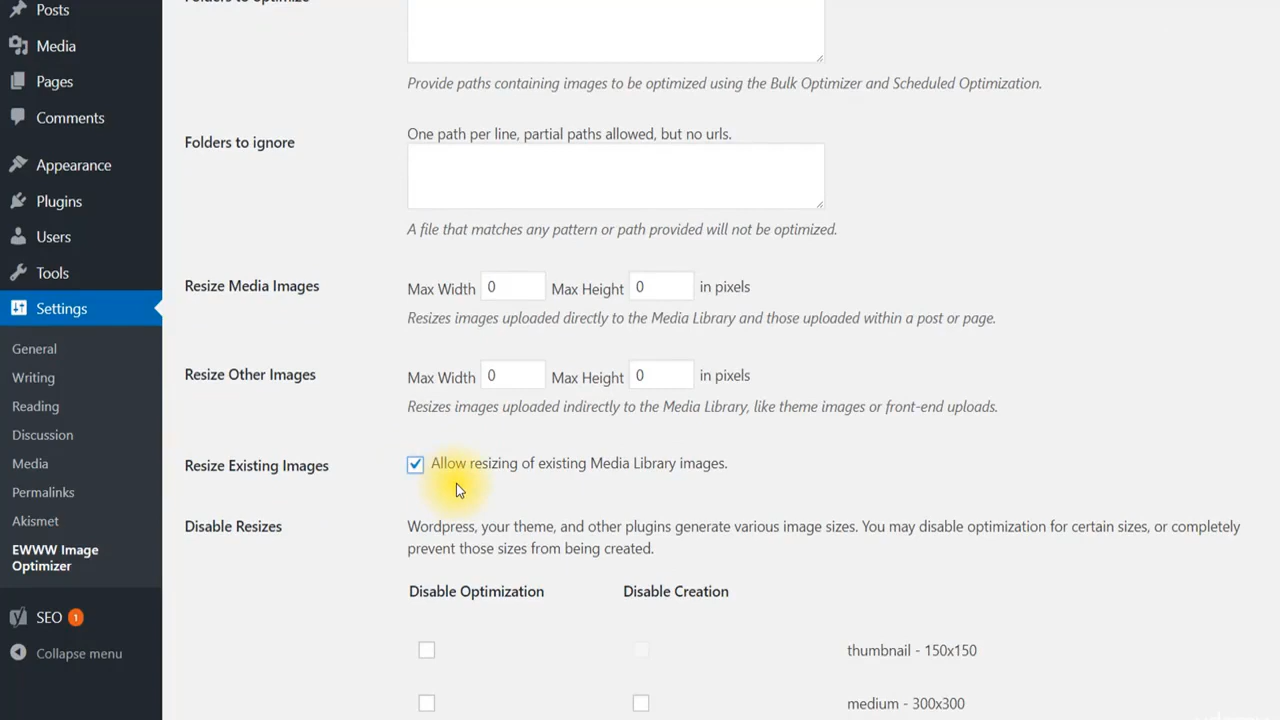 Posts
Media
Pages
Comments
Appearance
Plugins
Users
Tools
Settings
General
Writing
Reading
Discussion
Media
Permalinks
Akismet
EWWW Image
Optimizer
SEO 1
Collapse menu
Provide paths containing images to be optimized using the Bulk Optimizer and Scheduled Optimization.
Folders to ignore
One path per line, partial paths allowed, but no urls.
A file that matches any pattern or path provided will not be optimized.
Resize Media Images
Max Width 0 Max Height 0 in pixels
Resizes images uploaded directly to the Media Library and those uploaded within a post or page.
Resize Other Images
Max Width 0 Max Height 0 in pixels
Resizes images uploaded indirectly to the Media Library, like theme images or front-end uploads.
Resize Existing Images
Allow resizing of existing Media Library images.
Disable Resizes
Wordpress, your theme, and other plugins generate various image sizes. You may disable optimization for certain sizes, or completely
prevent those sizes from being created.
Disable Optimization Disable Creation
thumbnail - 150x150
medium - 300x300